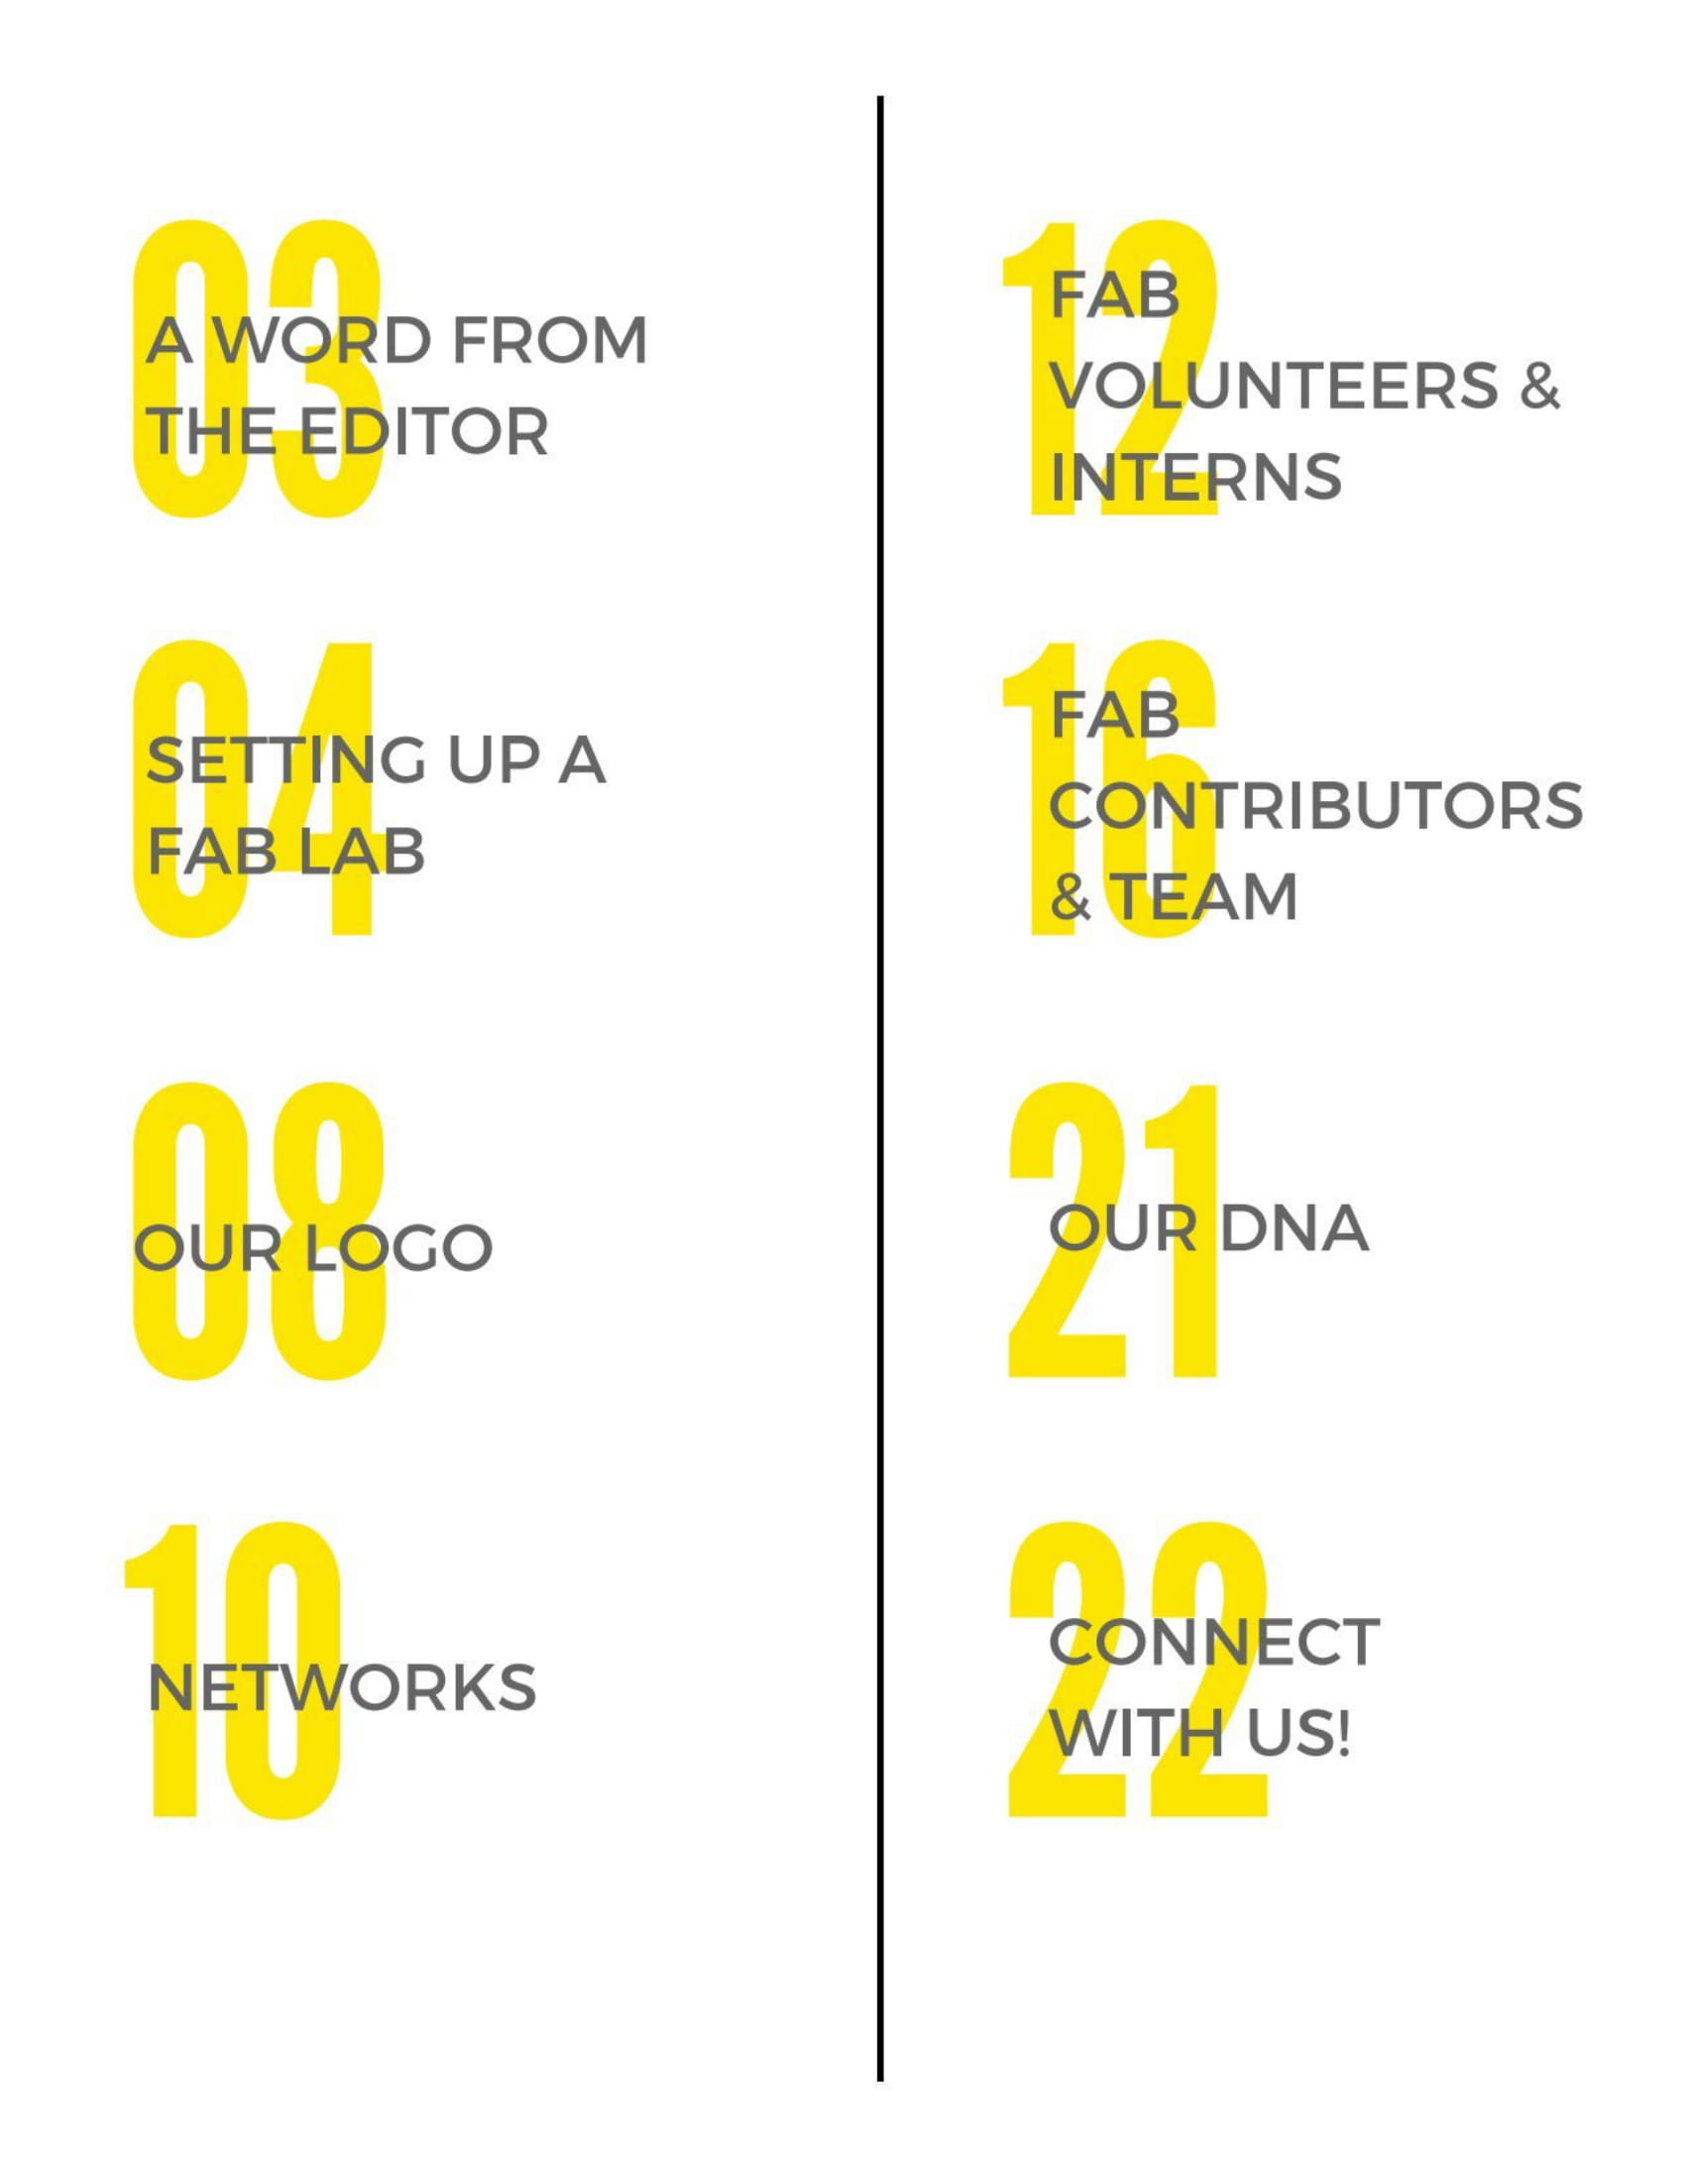 03
A WORD FROM
THE EDITOR
04
SETTING UP A
FAB LAB
08
OUR LOGO
10
NETWORKS
12
FAB
VOLUNTEERS &
INTERNS
16
FAB
CONTRIBUTORS
& TEAM
21
OUR DNA
22
CONNECT
WITH US!